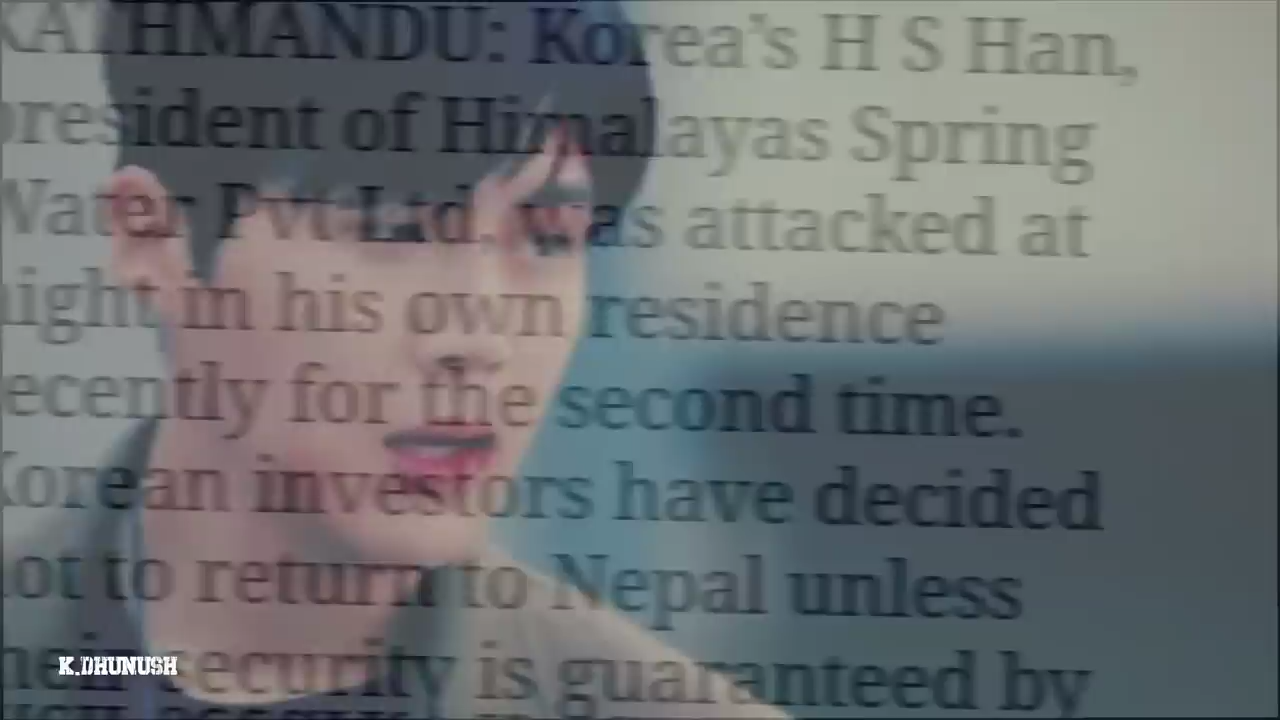 KATHMANDU: Korea's H S Han,
president of Himalayas Spring
Water Pvt Ltd, was attacked at
night in his own residence
recently for the second time.
Korean investors have decided
not to return to Nepal unless
their security is guaranteed by
K.DHUNUSH